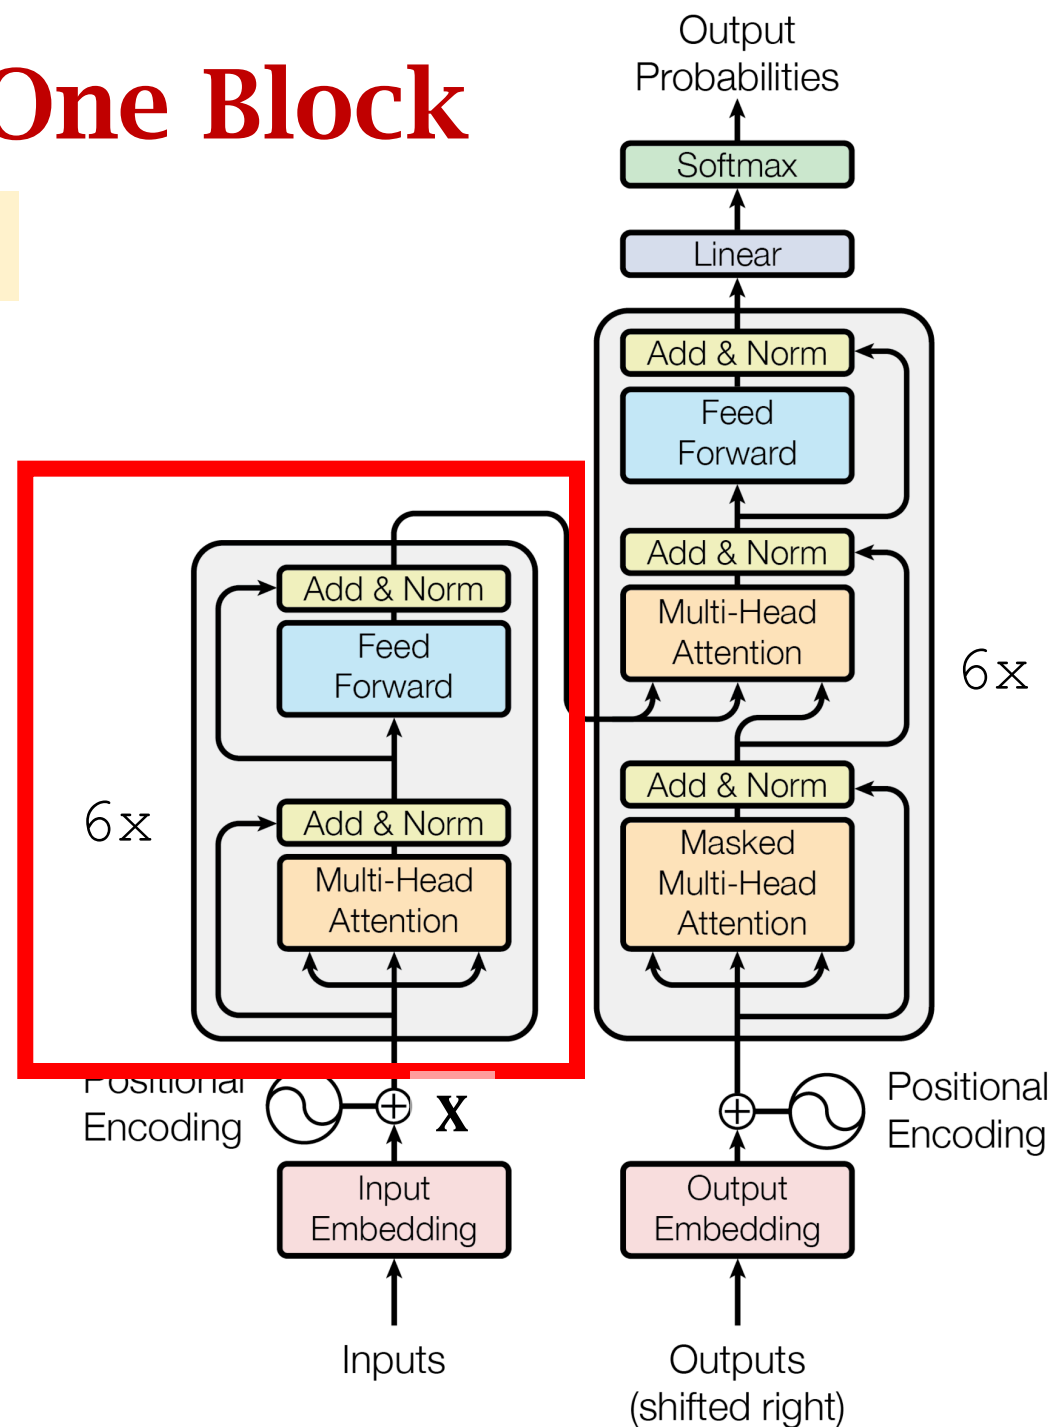 One Block
Output
Probabilities
Softmax
Linear
Add & Norm
Feed
Forward
Add & Norm
Multi-Head
Attention
6x
Add & Norm
Masked
Multi-Head
Attention
Add & Norm
Feed
Forward
6x
Add & Norm
Multi-Head
Attention
Positional
Encoding
x
Positional
Encoding
Input
Embedding
Output
Embedding
Inputs
Outputs
(shifted right)